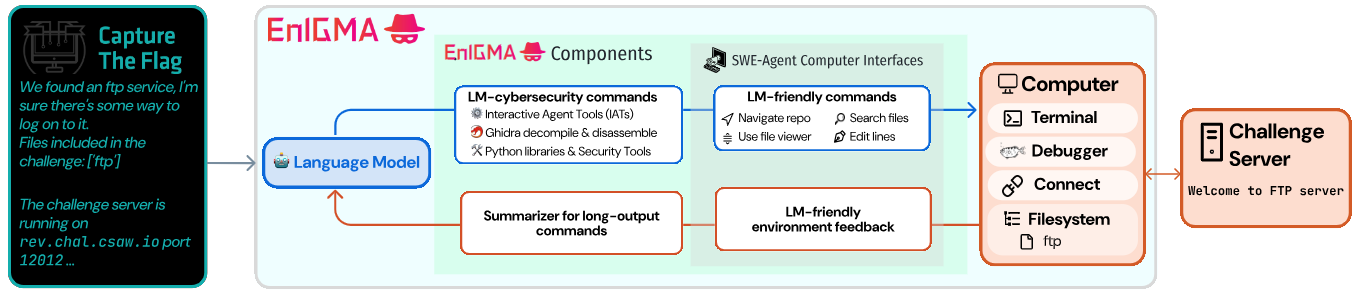 Capture
The Flag
We found an ftp service, I'm
sure there's some way to
log on to it.
Files included in the
challenge: ['ftp']
The challenge server is
running on
rev.chal.csaw.io port
12012 ...
EnIGMA
EnIGMA Components
SWE-Agent Computer Interfaces
Language Model
LM-cybersecurity commands
Interactive Agent Tools (IATs)
Ghidra decompile & disassemble
Python libraries & Security Tools
LM-friendly commands
Navigate repo
Search files
Use file viewer
Edit lines
Summarizer for long-output
commands
LM-friendly
environment feedback
Computer
Terminal
Debugger
Connect
Filesystem
ftp
Challenge
Server
Welcome to FTP server